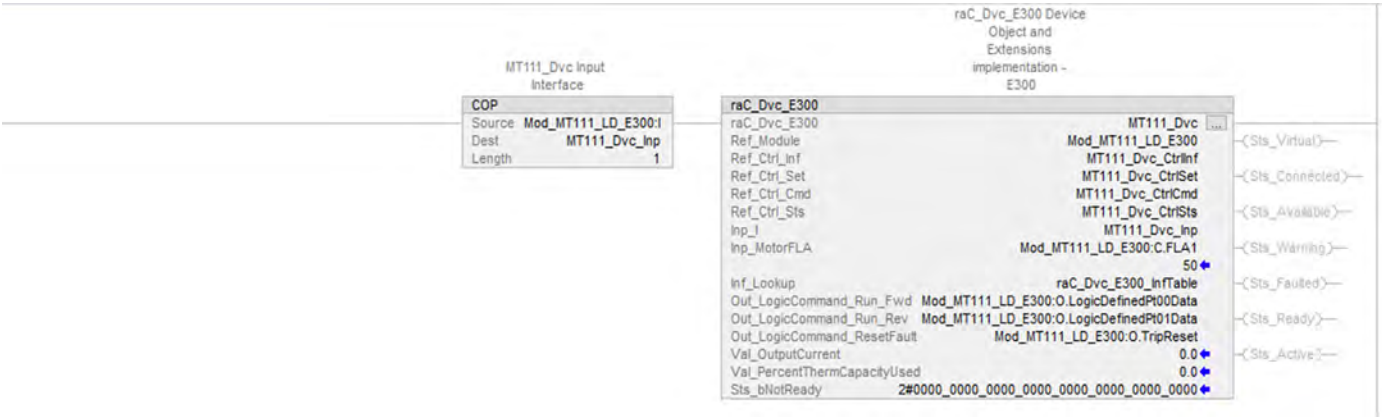 raC_Dvc_E300 Device
Object and
Extensions
implementation -
E300
MT111_Dvc Input
Interface
COP
Source Mod_MT111_LD_E300:I
Dest MT111_Dvc_Inp
Length 1
raC_Dvc_E300
raC_Dvc_E300 MT111_Dvc ...
Ref_Module Mod_MT111_LD_E300
Ref_Ctrl_Inf MT111_Dvc_CtrlInf
Ref_Ctrl_Set MT111_Dvc_CtrlSet
Ref_Ctrl_Cmd MT111_Dvc_CtrlCmd
Ref_Ctrl_Sts MT111_Dvc_CtrlSts
Inp_I MT111_Dvc_Inp
Inp_MotorFLA Mod_MT111_LD_E300:C.FLA1
50
Inf_Lookup raC_Dvc_E300_InfTable
Out_LogicCommand_Run_Fwd Mod_MT111_LD_E300:O.LogicDefinedPt00Data
Out_LogicCommand_Run_Rev Mod_MT111_LD_E300:O.LogicDefinedPt01Data
Out_LogicCommand_ResetFault Mod_MT111_LD_E300:O.TripReset
Val_OutputCurrent 0.0
Val_PercentThermCapacityUsed 0.0
Sts_bNotReady 2#0000_0000_0000_0000_0000_0000_0000_0000
Sts_Virtual
Sts_Connected
Sts_Available
Sts_Warning
Sts_Faulted
Sts_Ready
Sts_Active